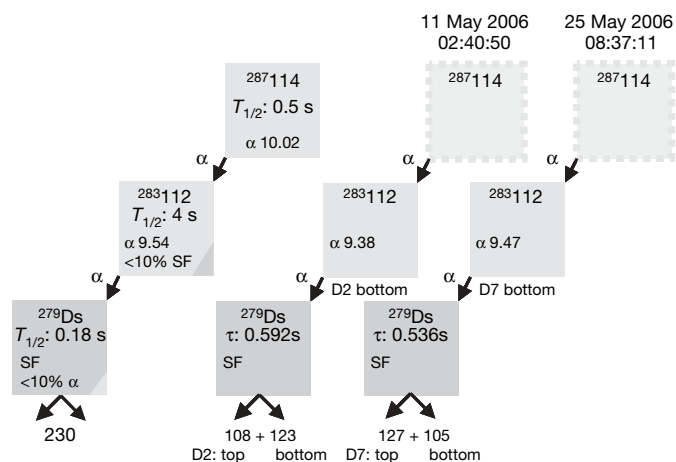 11 May 2006
02:40:50
25 May 2006
08:37:11
²⁸⁷114
T₁/₂: 0.5 s
α 10.02
²⁸⁷114
²⁸⁷114
α
α
α
²⁸³112
T₁/₂: 4 s
α 9.54
<10% SF
²⁸³112
α 9.38
²⁸³112
α 9.47
α
α D2 bottom
α D7 bottom
²⁷⁹Ds
T₁/₂: 0.18 s
SF
<10% α
²⁷⁹Ds
τ: 0.592s
SF
²⁷⁹Ds
τ: 0.536s
SF
230
108 + 123
D2: top bottom
127 + 105
D7: top bottom